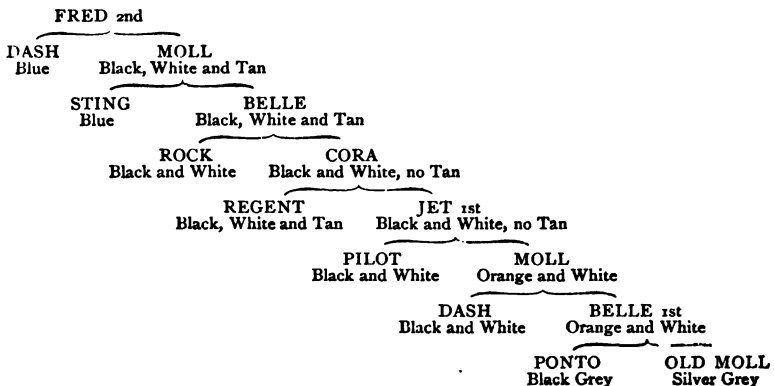 FRED 2nd
DASH MOLL
Blue Black, White and Tan
STING BELLE
Blue Black, White and Tan
ROCK CORA
Black and White Black and White, no Tan
REGENT JET 1st
Black, White and Tan Black and White, no Tan
PILOT MOLL
Black and White Orange and White
DASH BELLE 1st
Black and White Orange and White
PONTO OLD MOLL
Black Grey Silver Grey